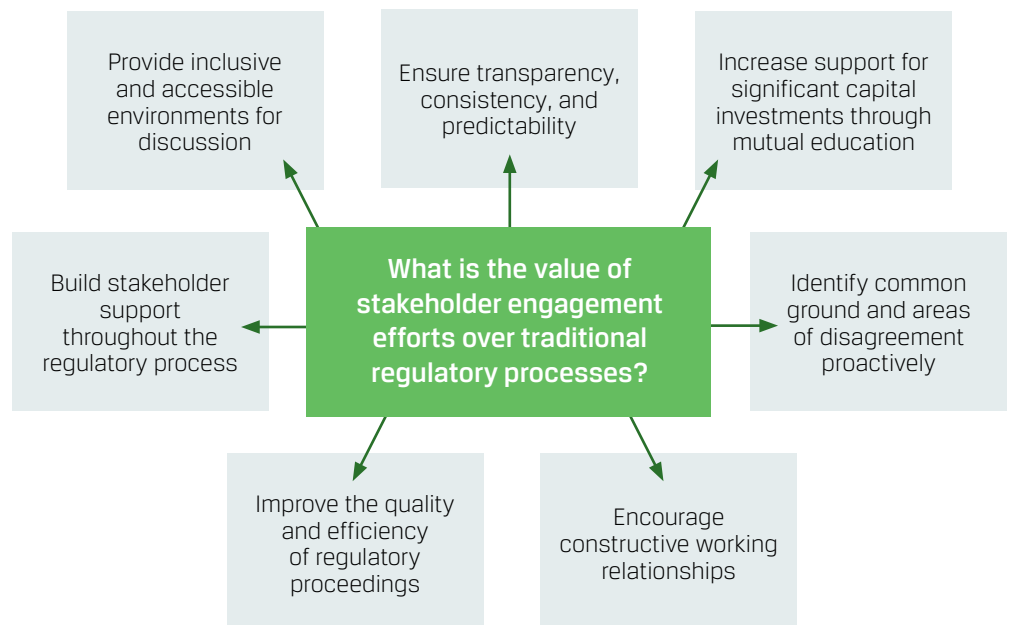 Provide inclusive
and accessible
environments for
discussion
Ensure transparency,
consistency, and
predictability
Increase support for
significant capital
investments through
mutual education
Build stakeholder
support
throughout the
regulatory process
What is the value of
stakeholder engagement
efforts over traditional
regulatory processes?
Identify common
ground and areas
of disagreement
proactively
Improve the quality
and efficiency
of regulatory
proceedings
Encourage
constructive working
relationships